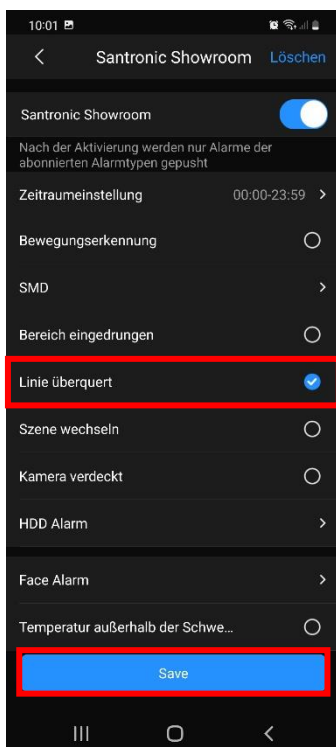 10:01
Santronic Showroom Löschen
Santronic Showroom
Nach der Aktivierung werden nur Alarme der
abonnierten Alarmtypen gepusht
Zeitraumeinstellung 00:00-23:59
Bewegungserkennung
SMD
Bereich eingedrungen
Linie überquert
Szene wechseln
Kamera verdeckt
HDD Alarm
Face Alarm
Temperatur außerhalb der Schwe...
Save